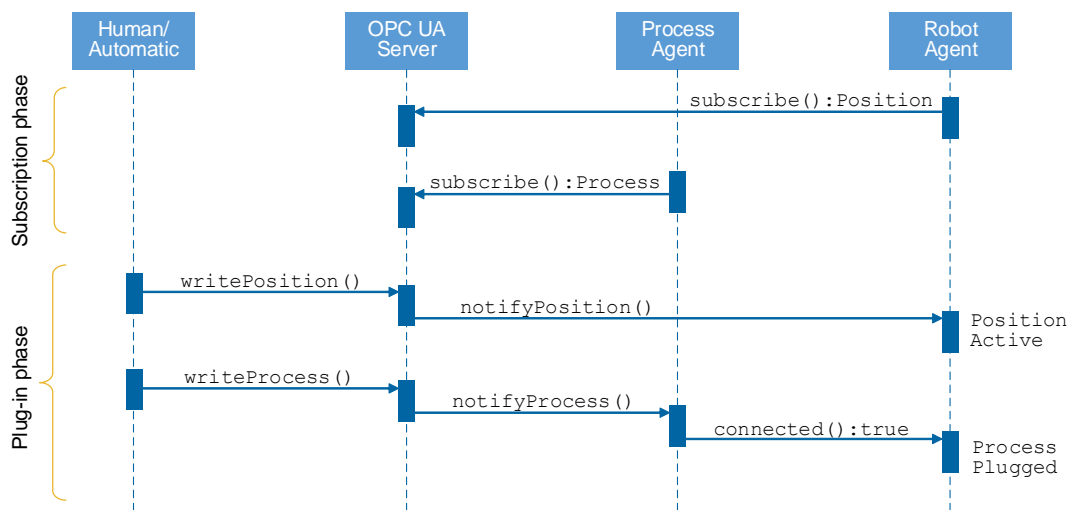 Human/
Automatic
OPC UA
Server
Process
Agent
Robot
Agent
Subscription phase
subscribe():Position
subscribe():Process
Plug-in phase
writePosition()
notifyPosition()
Position
Active
writeProcess()
notifyProcess()
connected():true
Process
Plugged